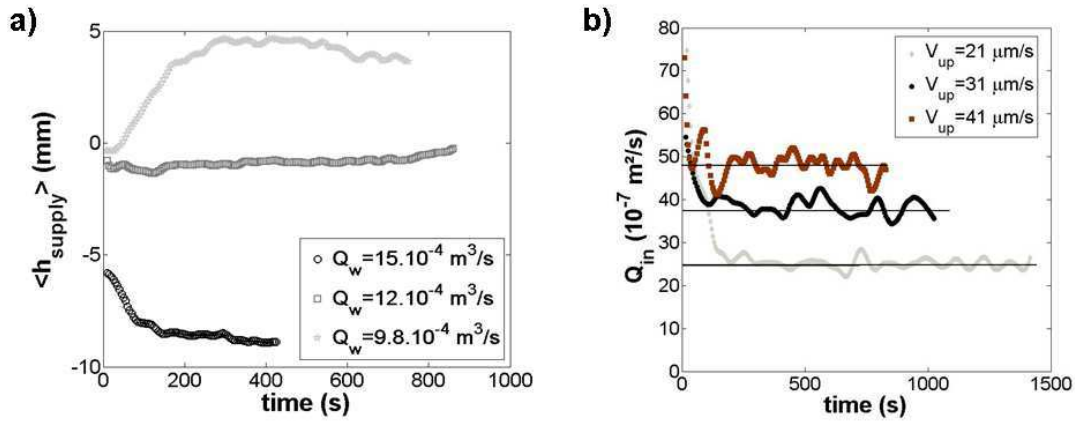 a)
5
0
-5
-10
<h_supply> (mm)
Q_w=15.10^-4 m^3/s
Q_w=12.10^-4 m^3/s
Q_w=9.8.10^-4 m^3/s
0 200 400 600 800 1000
time (s)
b)
80
70
60
50
40
30
20
10
0
Q_in (10^-7 m²/s)
V_up=21 μm/s
V_up=31 μm/s
V_up=41 μm/s
0 500 1000 1500
time (s)